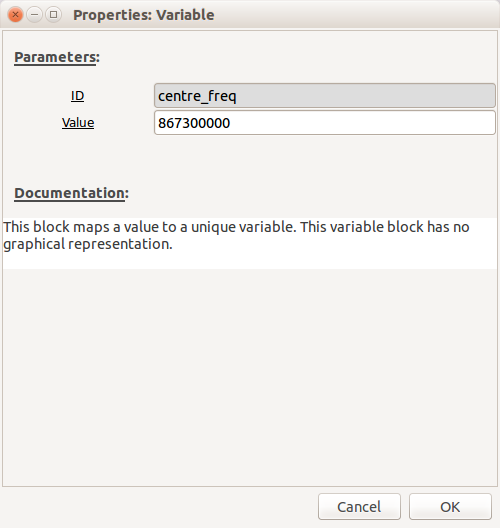 Properties: Variable
Parameters:
ID
centre_freq
Value
867300000
Documentation:
This block maps a value to a unique variable. This variable block has no
graphical representation.
Cancel
OK